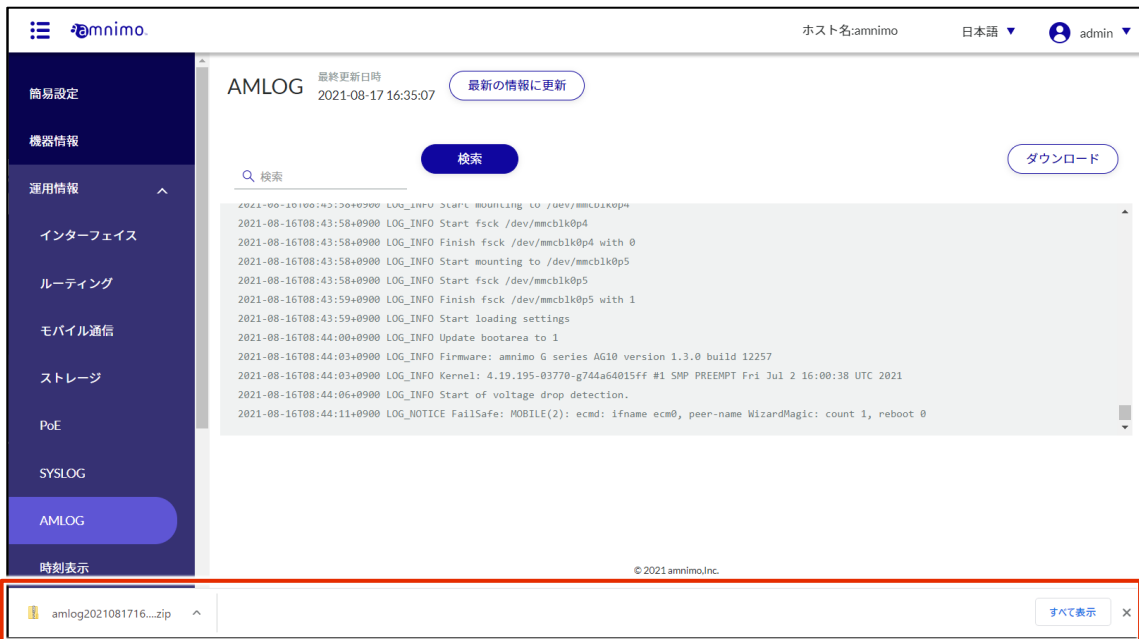 amnimo.
ホスト名:amnimo
日本語 ▼
admin ▼
簡易設定
機器情報
運用情報
インターフェイス
ルーティング
モバイル通信
ストレージ
PoE
SYSLOG
AMLOG
時刻表示
AMLOG
最終更新日時
2021-08-17 16:35:07
最新の情報に更新
検索
検索
ダウンロード
2021-08-16T08:43:58+0900 LOG_INFO Start mounting to /dev/mmcblk0p4
2021-08-16T08:43:58+0900 LOG_INFO Start fsck /dev/mmcblk0p4
2021-08-16T08:43:58+0900 LOG_INFO Finish fsck /dev/mmcblk0p4 with 0
2021-08-16T08:43:58+0900 LOG_INFO Start mounting to /dev/mmcblk0p5
2021-08-16T08:43:58+0900 LOG_INFO Start fsck /dev/mmcblk0p5
2021-08-16T08:43:59+0900 LOG_INFO Finish fsck /dev/mmcblk0p5 with 1
2021-08-16T08:43:59+0900 LOG_INFO Start loading settings
2021-08-16T08:44:00+0900 LOG_INFO Update bootarea to 1
2021-08-16T08:44:03+0900 LOG_INFO Firmware: amnimo G series AG10 version 1.3.0 build 12257
2021-08-16T08:44:03+0900 LOG_INFO Kernel: 4.19.195-03770-g744a64015ff #1 SMP PREEMPT Fri Jul 2 16:00:38 UTC 2021
2021-08-16T08:44:06+0900 LOG_INFO Start of voltage drop detection.
2021-08-16T08:44:11+0900 LOG_NOTICE FailSafe: MOBILE(2): ecmd: ifname ecm0, peer-name WizardMagic: count 1, reboot 0
© 2021 amnimo,Inc.
amlog2021081716....zip
すべて表示